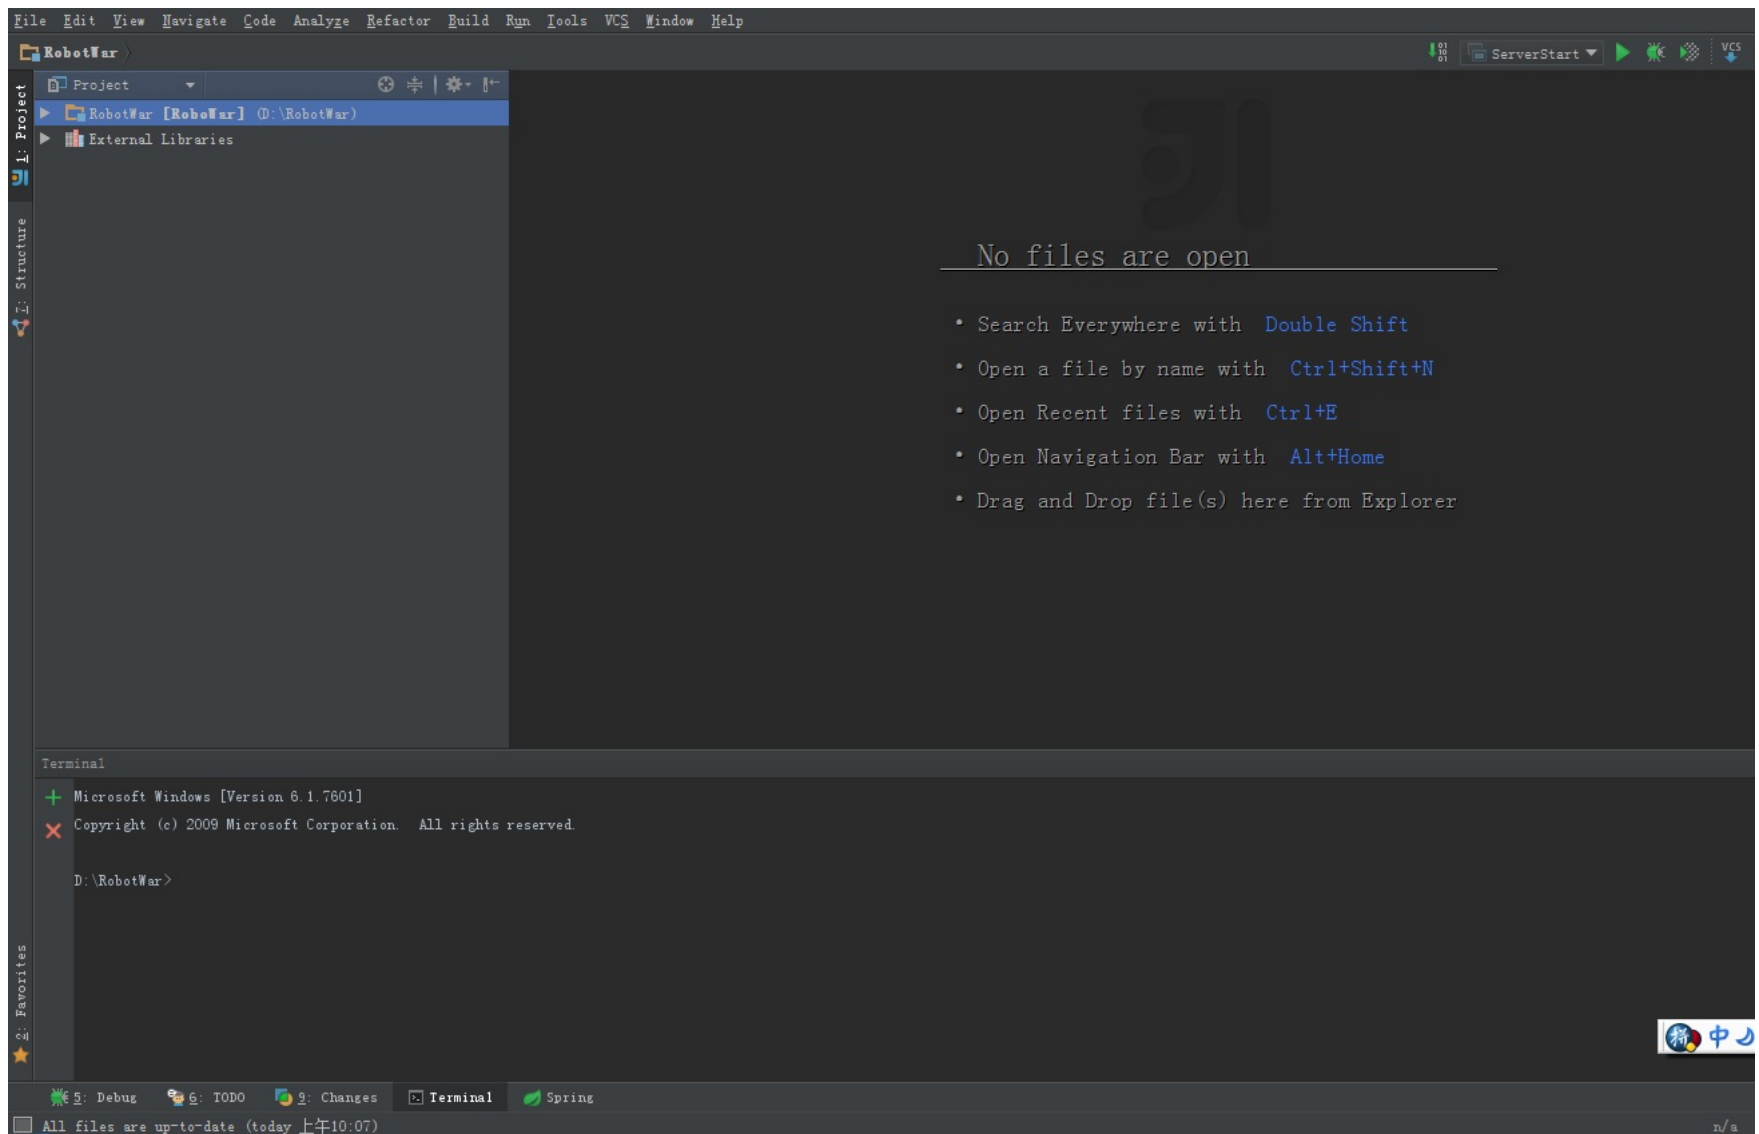 File Edit View Navigate Code Analyze Refactor Build Run Tools VCS Window Help
RobotWar
ServerStart
VCS
Project
RobotWar [RoboWar] (D:\RobotWar)
External Libraries
1: Project
7: Structure
2: Favorites
No files are open
• Search Everywhere with Double Shift
• Open a file by name with Ctrl+Shift+N
• Open Recent files with Ctrl+E
• Open Navigation Bar with Alt+Home
• Drag and Drop file(s) here from Explorer
Terminal
Microsoft Windows [Version 6.1.7601]
Copyright (c) 2009 Microsoft Corporation. All rights reserved.
D:\RobotWar>
拼 中
5: Debug 6: TODO 9: Changes Terminal Spring
All files are up-to-date (today 上午10:07)
n/a